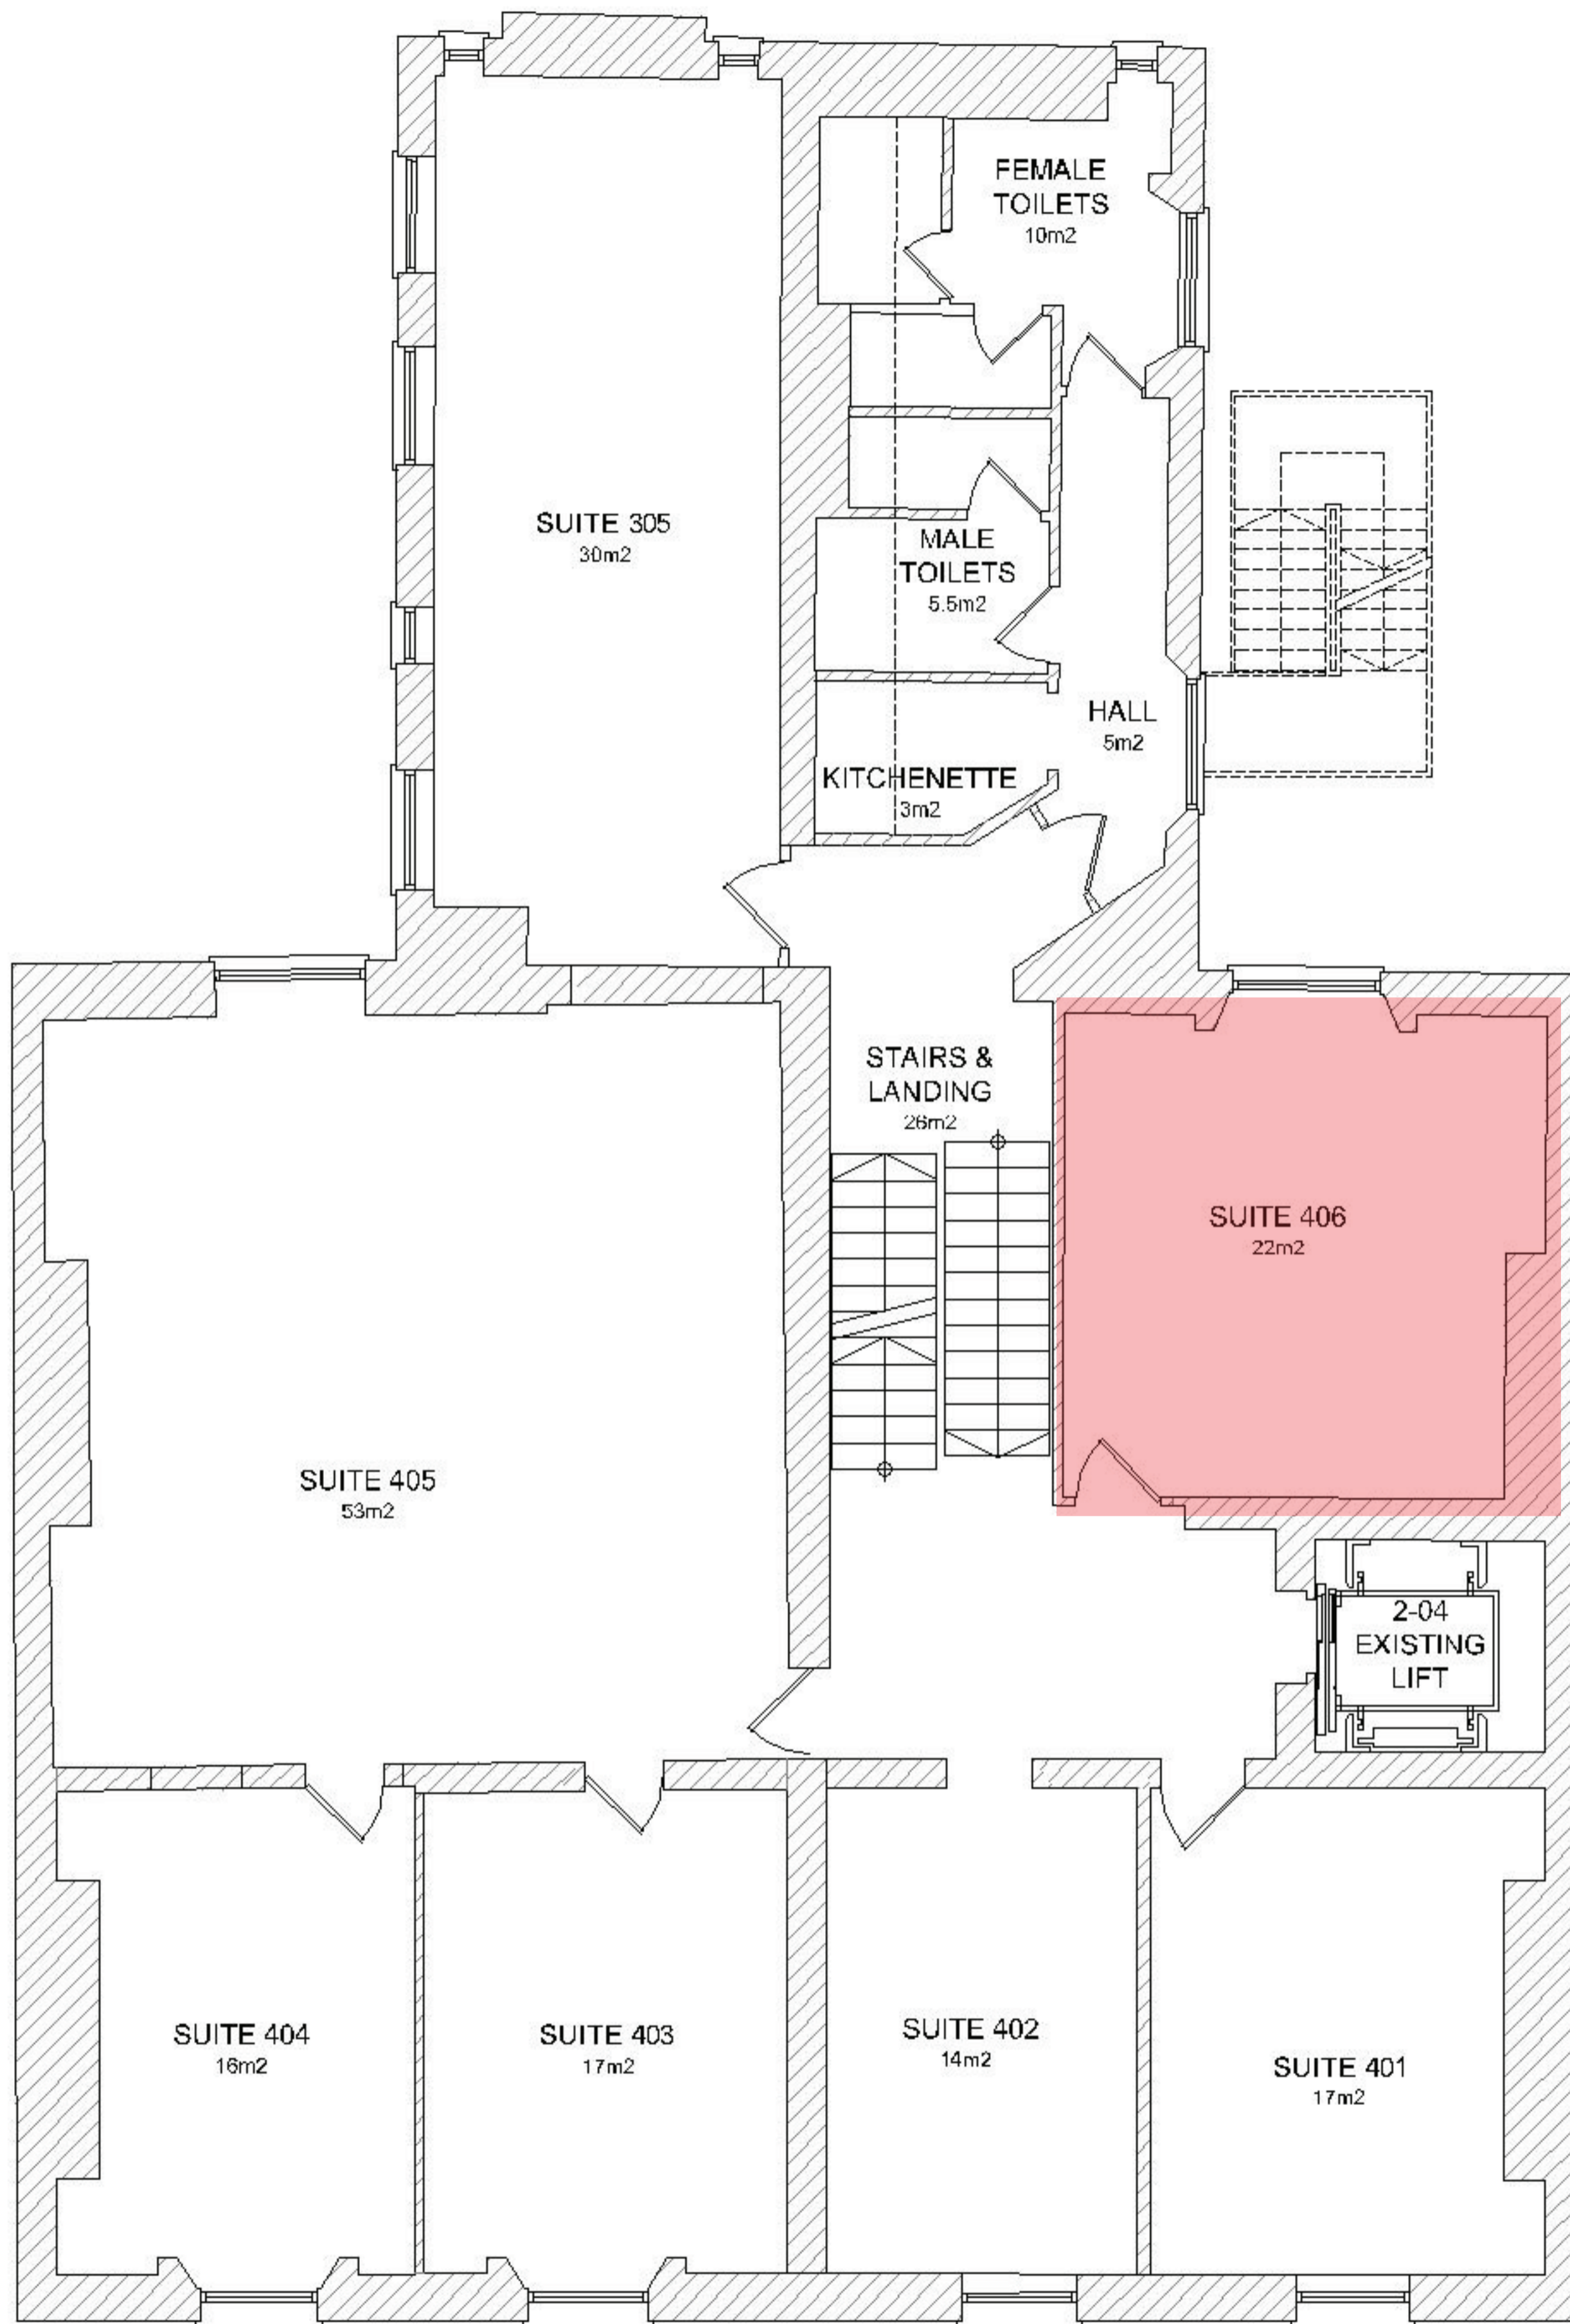 FEMALE
TOILETS
10m2
SUITE 305
30m2
MALE
TOILETS
5.5m2
HALL
5m2
KITCHENETTE
3m2
STAIRS &
LANDING
26m2
SUITE 406
22m2
SUITE 405
53m2
2-04
EXISTING
LIFT
SUITE 404
16m2
SUITE 403
17m2
SUITE 402
14m2
SUITE 401
17m2